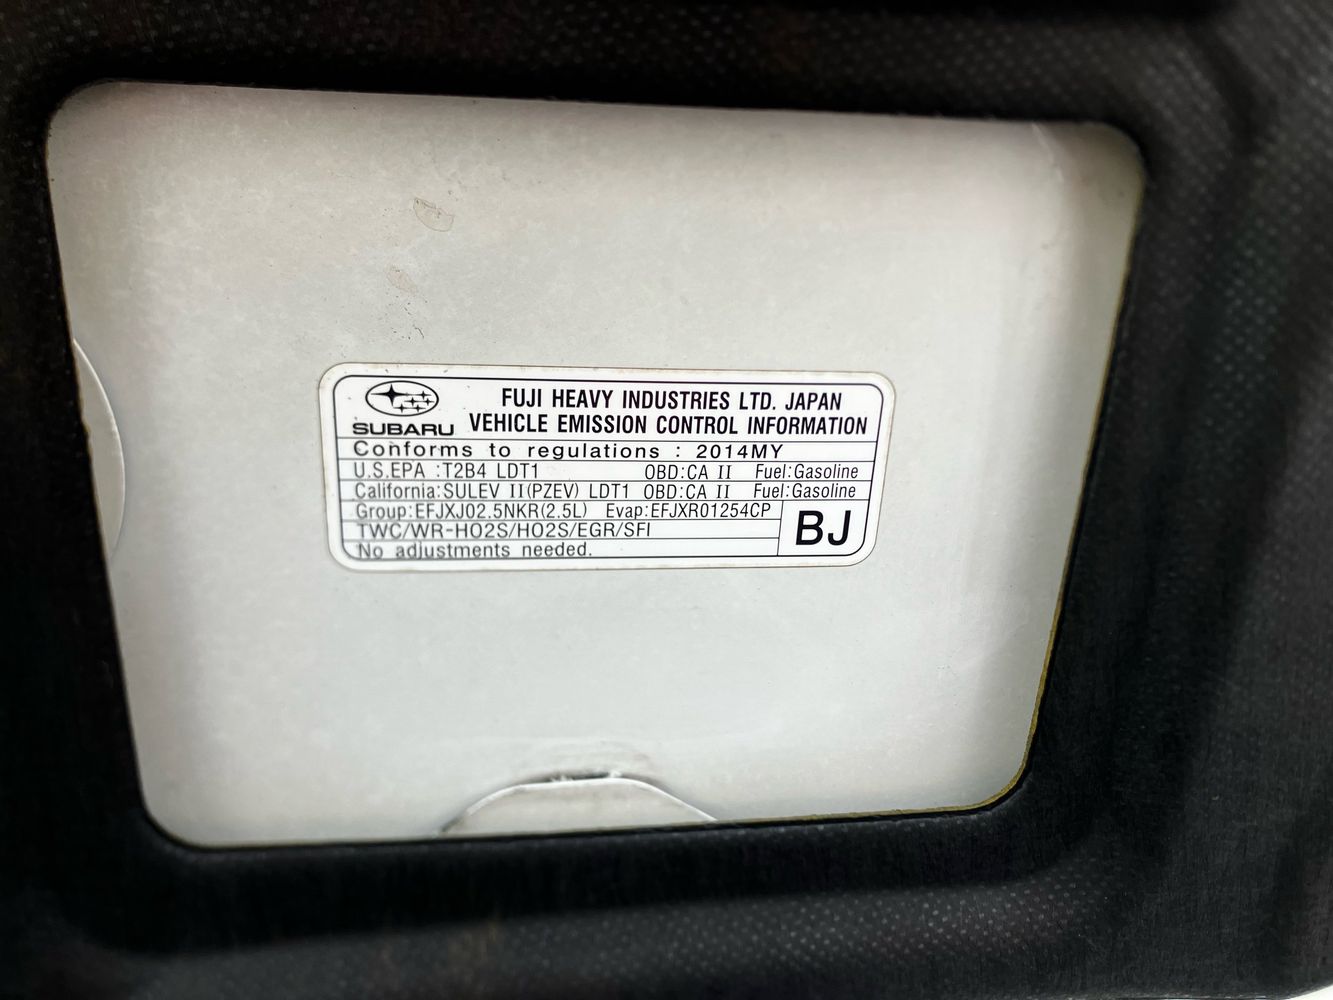 FUJI HEAVY INDUSTRIES LTD. JAPAN
SUBARU VEHICLE EMISSION CONTROL INFORMATION
Conforms to regulations : 2014MY
U.S.EPA :T2B4 LDT1 OBD:CA II Fuel:Gasoline
California:SULEV II(PZEV) LDT1 OBD:CA II Fuel:Gasoline
Group:EFJXJ02.5NKR(2.5L) Evap:EFJXR01254CP
TWC/WR-HO2S/HO2S/EGR/SFI
BJ
No adjustments needed.